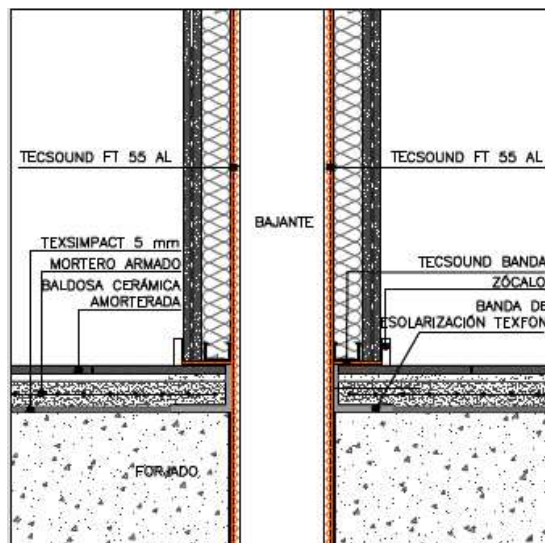 TECSOUND FT 55 AL
TECSOUND FT 55 AL
BAJANTE
TEXSIMPACT 5 mm
MORTERO ARMADO
BALDOSA CERÁMICA
AMORTERADA
TECSOUND BANDA
ZÓCALO
BANDA DE
ESOLARIZACIÓN TEXFON
FORJADO